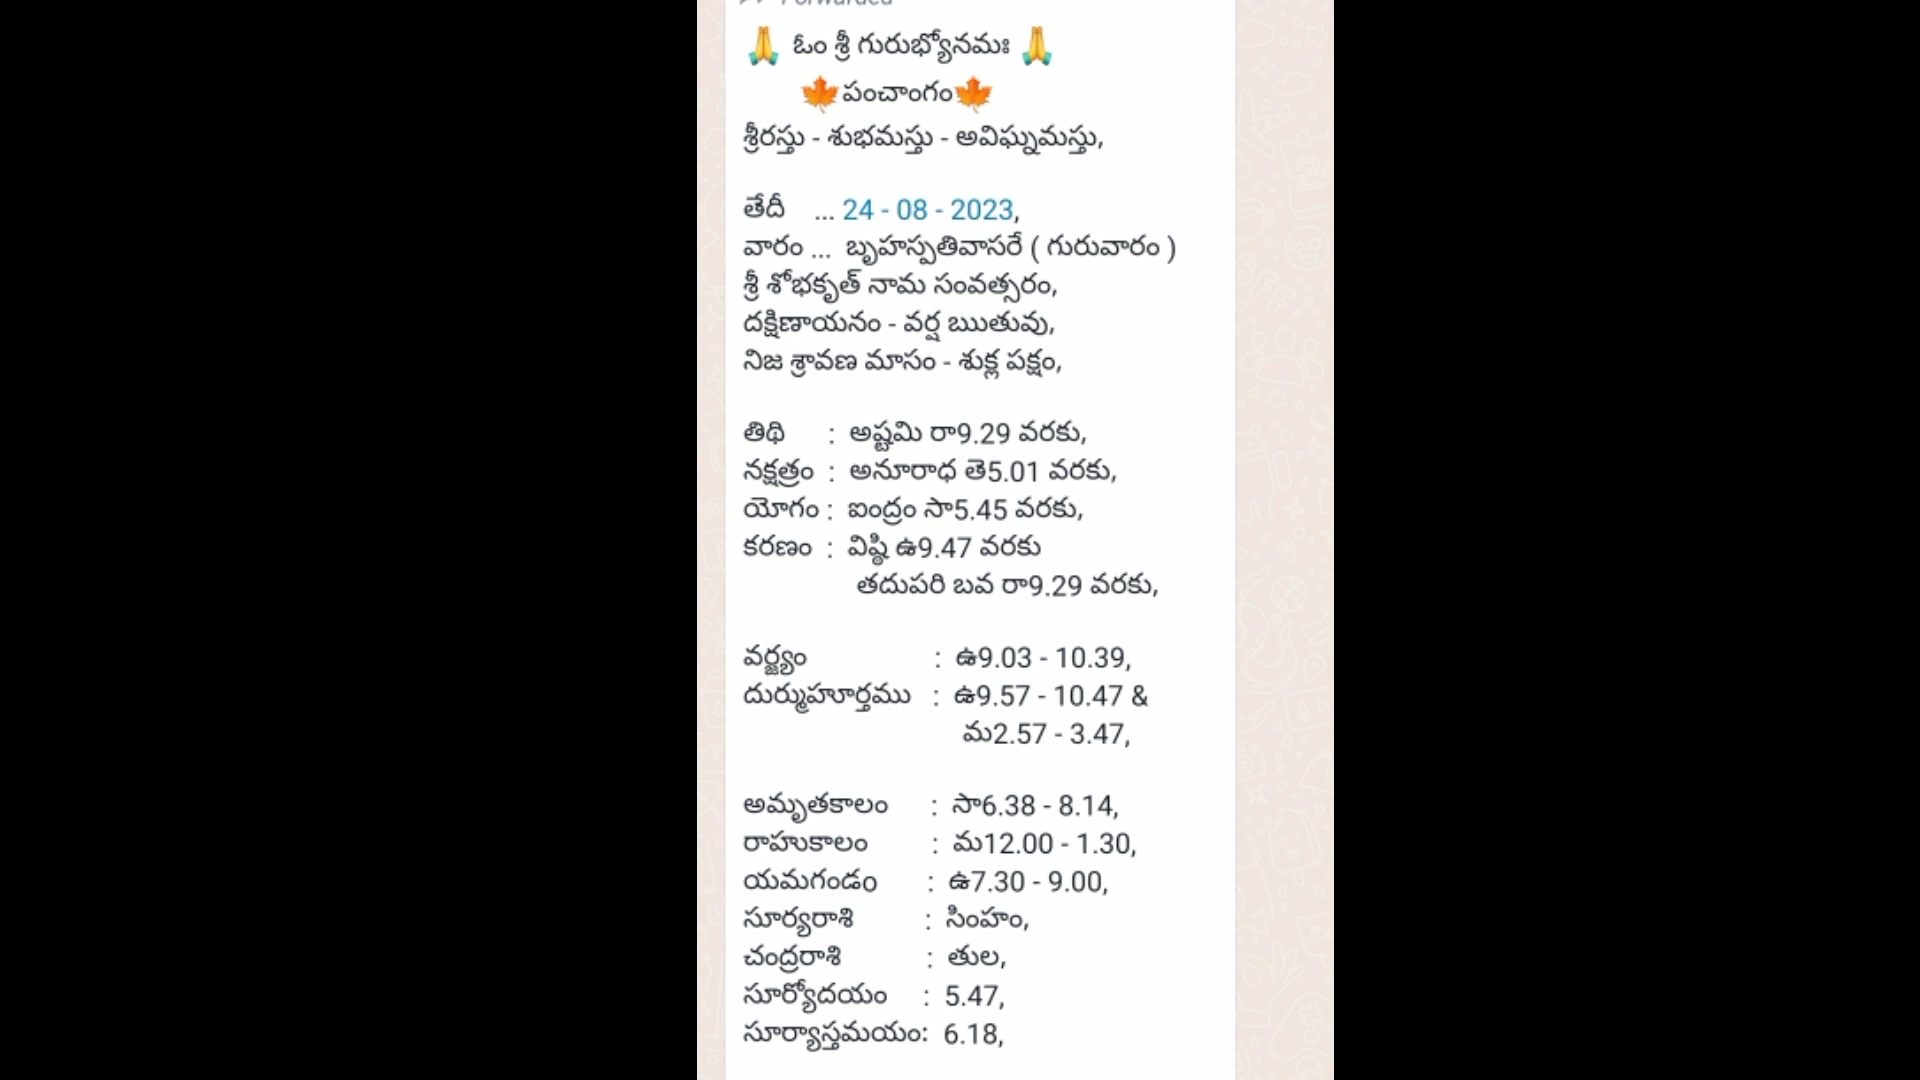 Forwarded
🙏 ఓం శ్రీ గురుభ్యోనమః 🙏
🍁పంచాంగం🍁
శ్రీరస్తు - శుభమస్తు - అవిఘ్నమస్తు,
తేదీ ... 24 - 08 - 2023,
వారం ... బృహస్పతివాసరే ( గురువారం )
శ్రీ శోభకృత్ నామ సంవత్సరం,
దక్షిణాయనం - వర్ష ఋతువు,
నిజ శ్రావణ మాసం - శుక్ల పక్షం,
తిథి : అష్టమి రా9.29 వరకు,
నక్షత్రం : అనూరాధ తె5.01 వరకు,
యోగం : ఐంద్రం సా5.45 వరకు,
కరణం : విష్ఠి ఉ9.47 వరకు
తదుపరి బవ రా9.29 వరకు,
వర్జ్యం : ఉ9.03 - 10.39,
దుర్ముహూర్తము : ఉ9.57 - 10.47 &
మ2.57 - 3.47,
అమృతకాలం : సా6.38 - 8.14,
రాహుకాలం : మ12.00 - 1.30,
యమగండం : ఉ7.30 - 9.00,
సూర్యరాశి : సింహం,
చంద్రరాశి : తుల,
సూర్యోదయం : 5.47,
సూర్యాస్తమయం: 6.18,